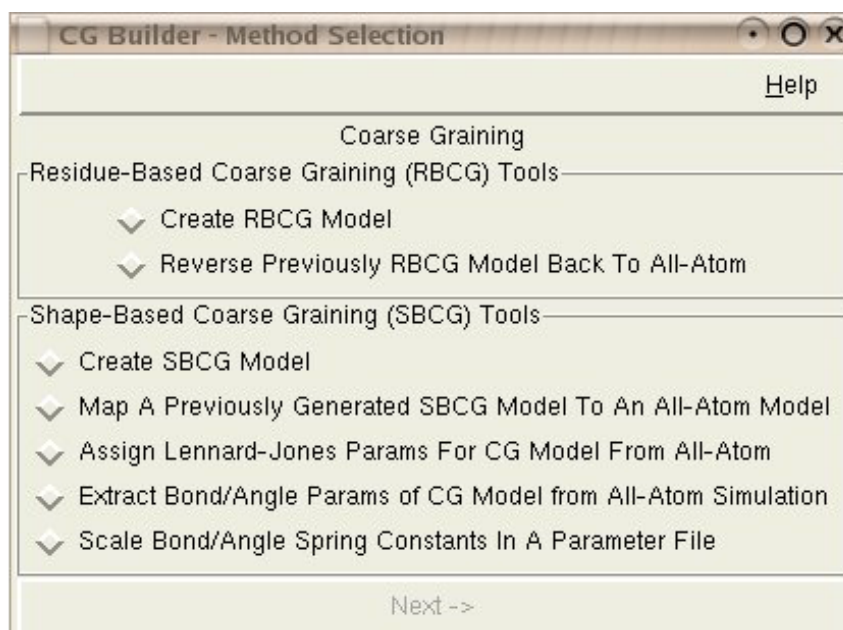 CG Builder - Method Selection
Help
Coarse Graining
Residue-Based Coarse Graining (RBCG) Tools
Create RBCG Model
Reverse Previously RBCG Model Back To All-Atom
Shape-Based Coarse Graining (SBCG) Tools
Create SBCG Model
Map A Previously Generated SBCG Model To An All-Atom Model
Assign Lennard-Jones Params For CG Model From All-Atom
Extract Bond/Angle Params of CG Model from All-Atom Simulation
Scale Bond/Angle Spring Constants In A Parameter File
Next ->